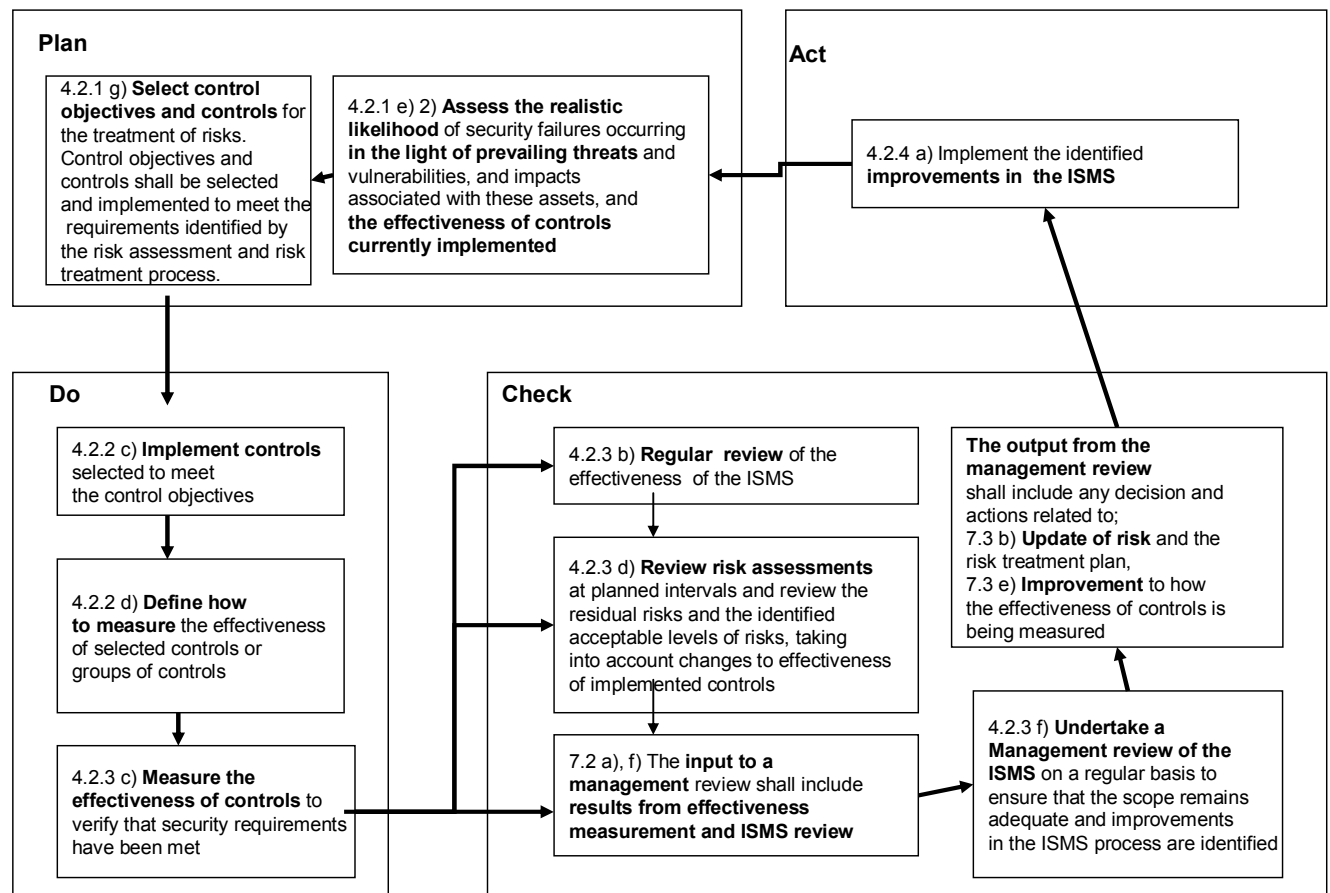 Plan
4.2.1 g) Select control
objectives and controls for
the treatment of risks.
Control objectives and
controls shall be selected
and implemented to meet the
requirements identified by
the risk assessment and risk
treatment process.
4.2.1 e) 2) Assess the realistic
likelihood of security failures occurring
in the light of prevailing threats and
vulnerabilities, and impacts
associated with these assets, and
the effectiveness of controls
currently implemented
Act
4.2.4 a) Implement the identified
improvements in the ISMS
Do
4.2.2 c) Implement controls
selected to meet
the control objectives
4.2.2 d) Define how
to measure the effectiveness
of selected controls or
groups of controls
4.2.3 c) Measure the
effectiveness of controls to
verify that security requirements
have been met
Check
4.2.3 b) Regular review of the
effectiveness of the ISMS
4.2.3 d) Review risk assessments
at planned intervals and review the
residual risks and the identified
acceptable levels of risks, taking
into account changes to effectiveness
of implemented controls
7.2 a), f) The input to a
management review shall include
results from effectiveness
measurement and ISMS review
The output from the
management review
shall include any decision and
actions related to;
7.3 b) Update of risk and the
risk treatment plan,
7.3 e) Improvement to how
the effectiveness of controls is
being measured
4.2.3 f) Undertake a
Management review of the
ISMS on a regular basis to
ensure that the scope remains
adequate and improvements
in the ISMS process are identified